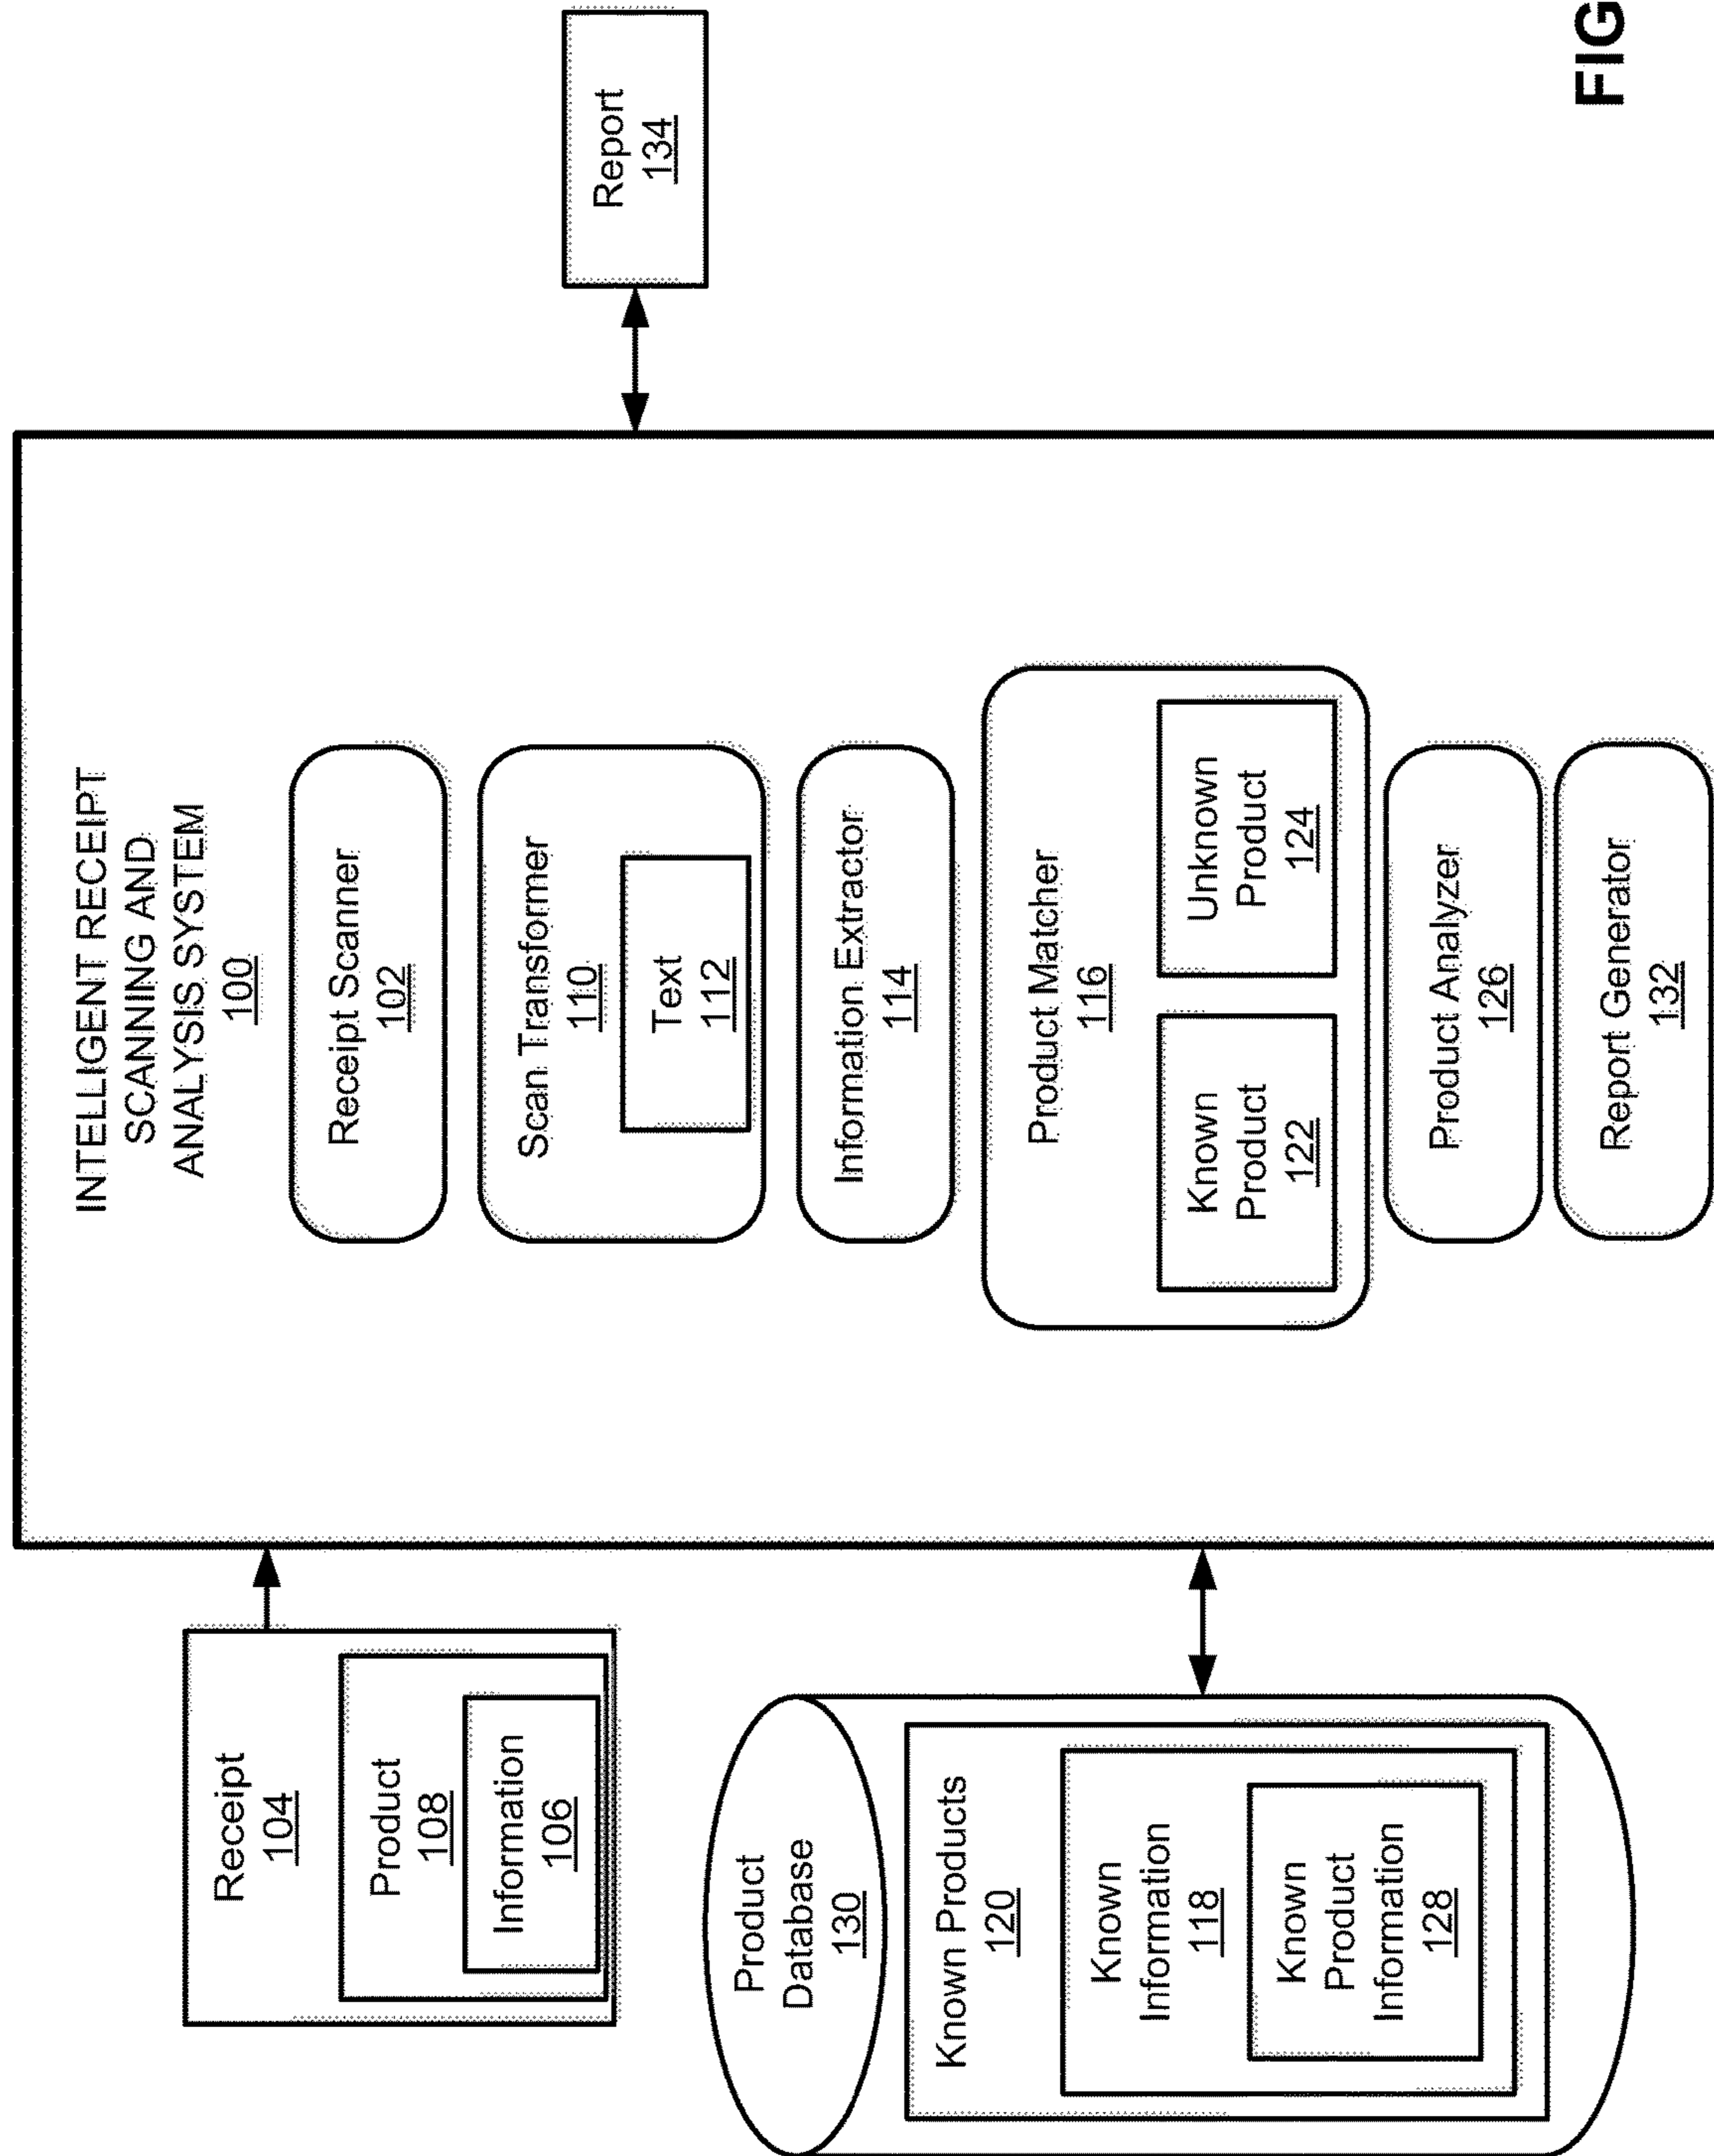 INTELLIGENT RECEIPT
SCANNING AND
ANALYSIS SYSTEM
100
Receipt Scanner
102
Scan Transformer
110
Text
112
Information Extractor
114
Product Matcher
116
Known
Product
122
Unknown
Product
124
Product Analyzer
126
Report Generator
132
Receipt
104
Product
108
Information
106
Product
Database
130
Known Products
120
Known
Information
118
Known
Product
Information
128
Report
134
FIG